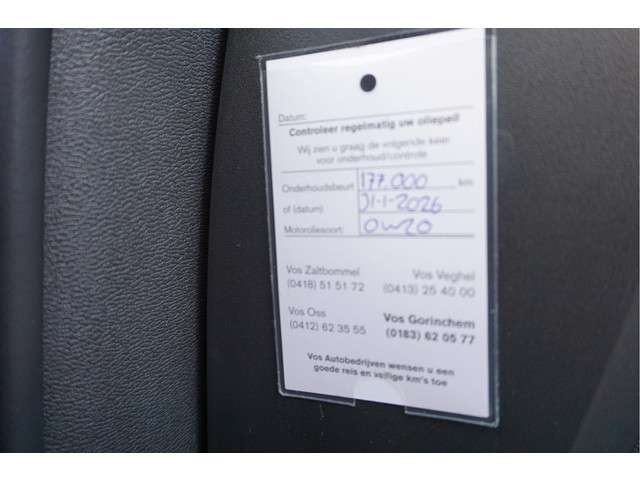 Datum:
Controleer regelmatig uw oliepeil
Wij zien u graag de volgende keer
voor onderhoud/controle
Onderhoudsbeurt 177.000 km
of (datum): 31-1-2026
Motoroliesoort: 0W20
Vos Zaltbommel
(0418) 51 51 72
Vos Veghel
(0413) 25 40 00
Vos Oss
(0412) 62 35 55
Vos Gorinchem
(0183) 62 05 77
Vos Autobedrijven wensen u een
goede reis en veilige km's toe